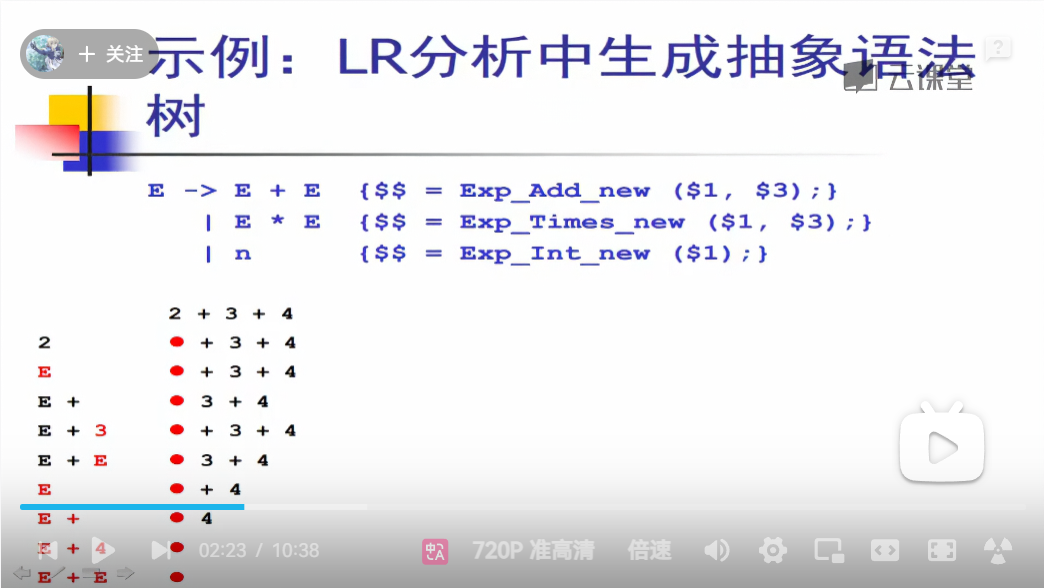 + 关注
示例：LR分析中生成抽象语法
树
云课堂
?
E -> E + E {$$ = Exp_Add_new ($1, $3);}
| E * E {$$ = Exp_Times_new ($1, $3);}
| n {$$ = Exp_Int_new ($1);}
2 + 3 + 4
2 • + 3 + 4
E • + 3 + 4
E + • 3 + 4
E + 3 • + 3 + 4
E + E • 3 + 4
E • + 4
E + • 4
E + 4 •
E + E •
02:23 / 10:38
中A
720P 准高清
倍速